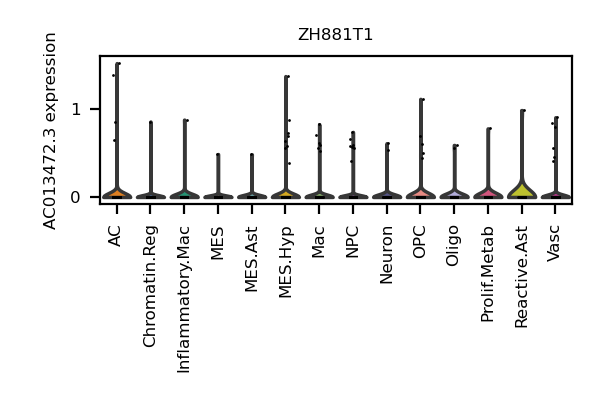 ZH881T1
AC013472.3 expression
1
0
AC
Chromatin.Reg
Inflammatory.Mac
MES
MES.Ast
MES.Hyp
Mac
NPC
Neuron
OPC
Oligo
Prolif.Metab
Reactive.Ast
Vasc